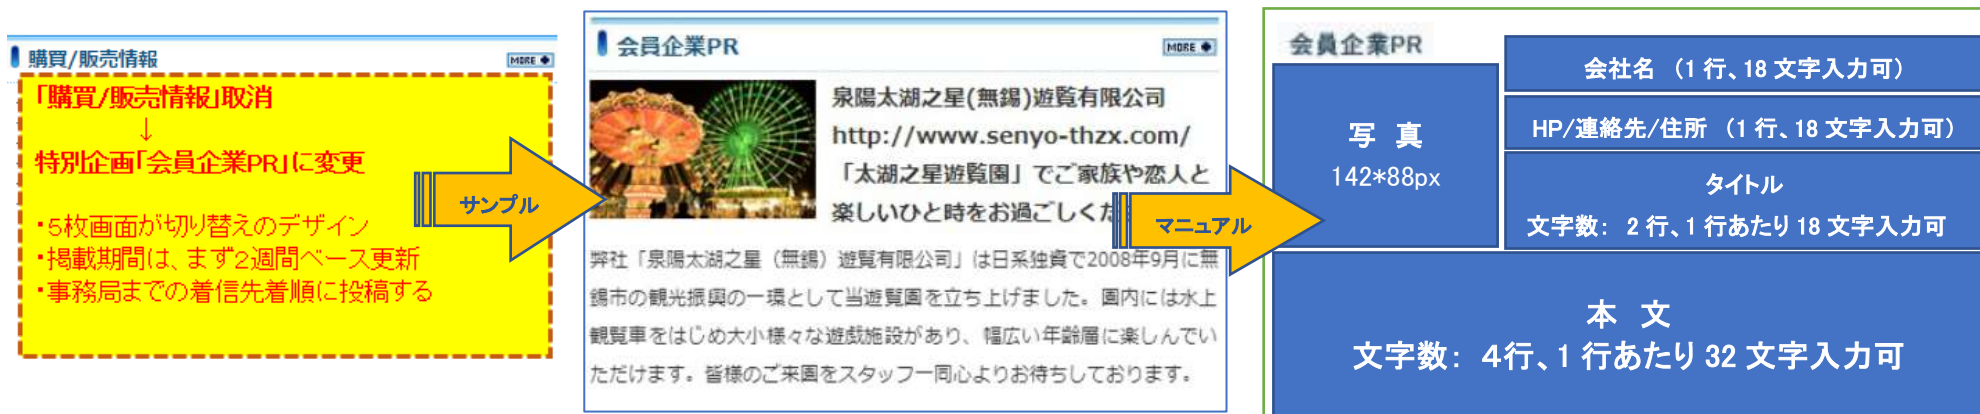 購買/販売情報
MORE
「購買/販売情報」取消
↓
特別企画「会員企業PR」に変更
・5枚画面が切り替えのデザイン
・掲載期間は、まず2週間ベース更新
・事務局までの着信先着順に投稿する
サンプル
会員企業PR
MORE
泉陽太湖之星(無錫)遊覧有限公司
http://www.senyo-thzx.com/
「太湖之星遊覧園」でご家族や恋人と
楽しいひと時をお過ごしくだ
弊社「泉陽太湖之星（無錫）遊覧有限公司」は日系独資で2008年9月に無
錫市の観光振興の一環として当遊覧園を立ち上げました。園内には水上
観覧車をはじめ大小様々な遊戯施設があり、幅広い年齢層に楽しんでい
ただけます。皆様のご来園をスタッフ一同心よりお待ちしております。
マニュアル
会員企業PR
写 真
142*88px
会社名 （1 行、18 文字入力可）
HP/連絡先/住所 （1 行、18 文字入力可）
タイトル
文字数： 2 行、1 行あたり 18 文字入力可
本 文
文字数： 4行、1 行あたり 32 文字入力可